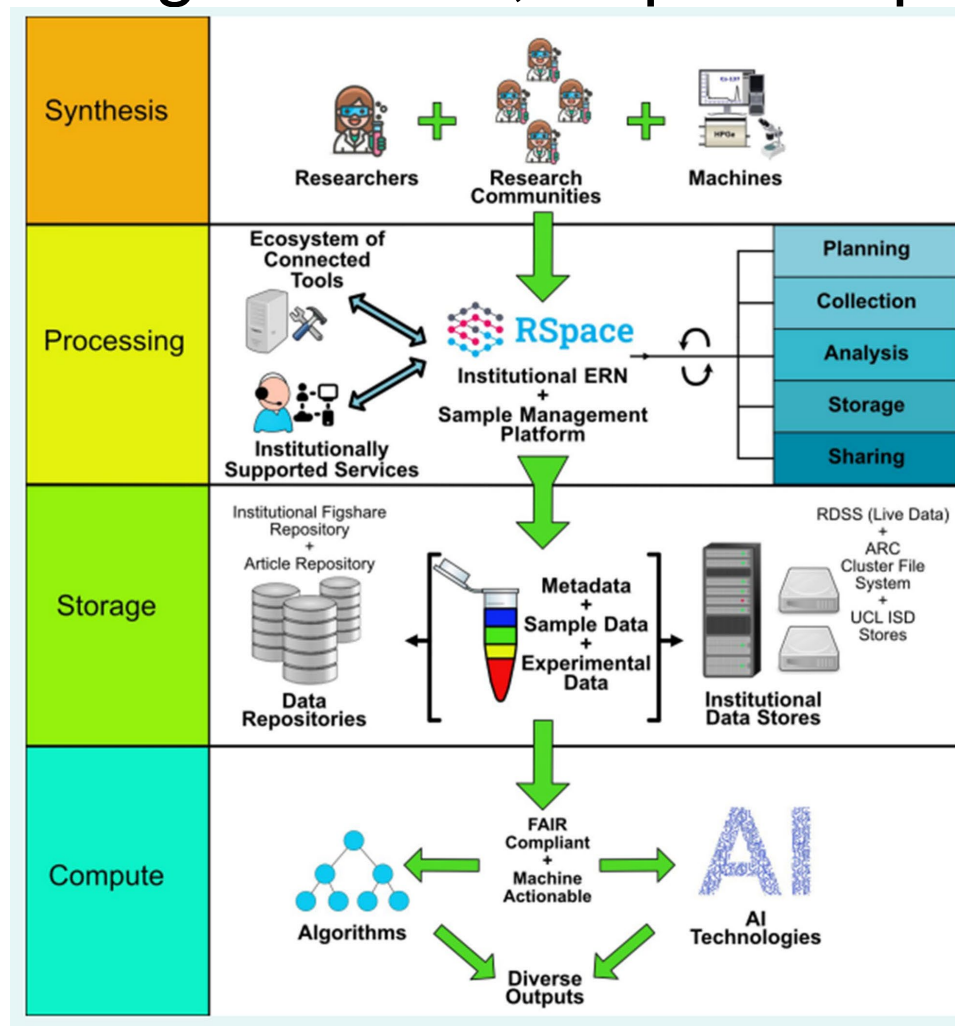 Synthesis
Researchers
Research
Communities
Machines
Cs-137
HPGe
Processing
Ecosystem of
Connected
Tools
RSpace
Institutional ERN
+
Sample Management
Platform
Institutionally
Supported Services
Planning
Collection
Analysis
Storage
Sharing
Storage
Institutional Figshare
Repository
+
Article Repository
Data
Repositories
Metadata
+
Sample Data
+
Experimental
Data
RDSS (Live Data)
+
ARC
Cluster File
System
+
UCL ISD
Stores
Institutional
Data Stores
Compute
FAIR
Compliant
+
Machine
Actionable
Algorithms
AI
AI
Technologies
Diverse
Outputs